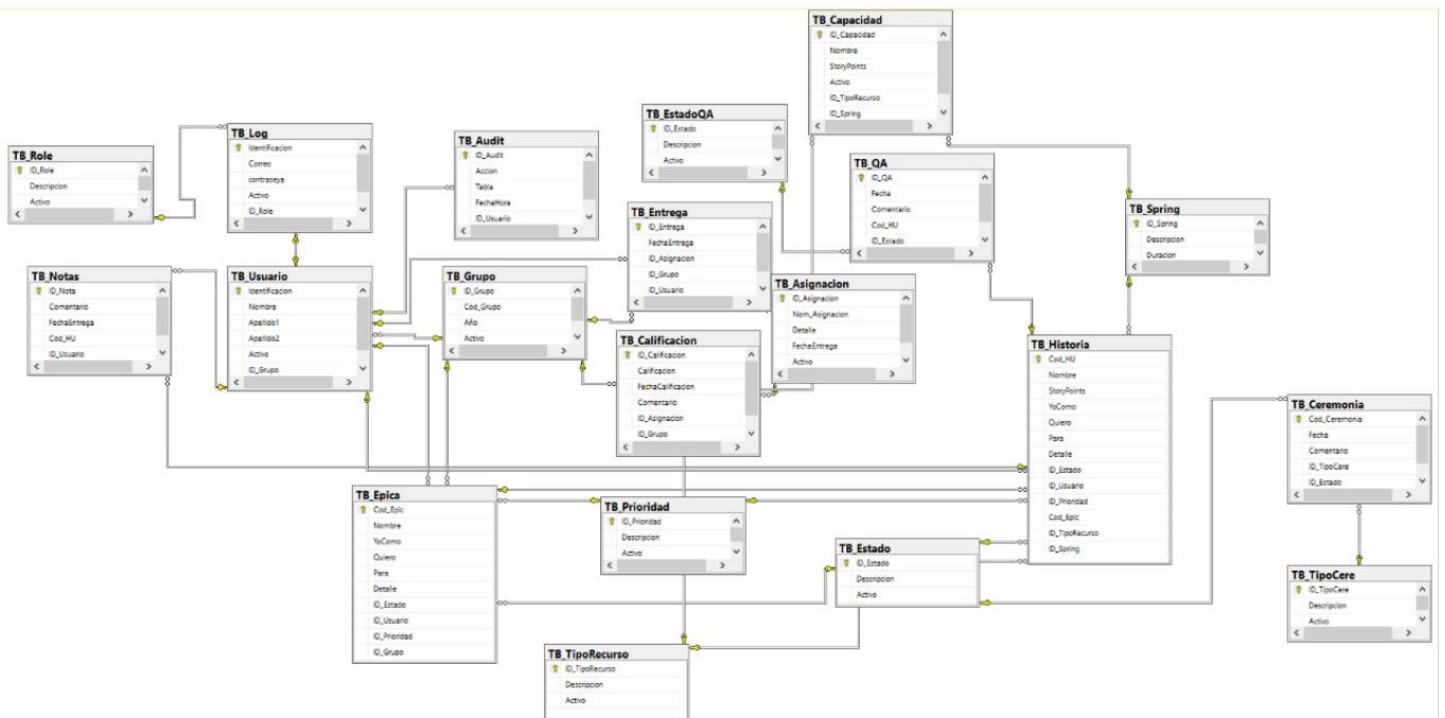 TB_Capacidad
ID_Capacidad
Nombre
StoryPoints
Activo
ID_TipoRecurso
ID_Spring
TB_Role
ID_Role
Descripcion
Activo
TB_Log
Identificacion
Correo
contraseya
Activo
ID_Role
TB_Audit
ID_Audit
Accion
Tabla
FechaHora
ID_Usuario
TB_EstadoQA
ID_Estado
Descripcion
Activo
TB_QA
ID_QA
Fecha
Comentario
Cod_HU
ID_Estado
TB_Spring
ID_Spring
Descripcion
Duracion
TB_Notas
ID_Nota
Comentario
FechaEntrega
Cod_HU
ID_Usuario
TB_Usuario
Identificacion
Nombre
Apellido1
Apellido2
Activo
ID_Grupo
TB_Grupo
ID_Grupo
Cod_Grupo
Año
Activo
TB_Entrega
ID_Entrega
FechaEntrega
ID_Asignacion
ID_Grupo
ID_Usuario
TB_Asignacion
ID_Asignacion
Nom_Asignacion
Detalle
FechaEntrega
Activo
TB_Calificacion
ID_Calificacion
Calificacion
FechaCalificacion
Comentario
ID_Asignacion
ID_Grupo
TB_Historia
Cod_HU
Nombre
StoryPoints
YoComo
Quiero
Para
Detalle
ID_Estado
ID_Usuario
ID_Prioridad
Cod_Epic
ID_TipoRecurso
ID_Spring
TB_Ceremonia
Cod_Ceremonia
Fecha
Comentario
ID_TipoCere
ID_Estado
TB_Epica
Cod_Epic
Nombre
YoComo
Quiero
Para
Detalle
ID_Estado
ID_Usuario
ID_Prioridad
ID_Grupo
TB_Prioridad
ID_Prioridad
Descripcion
Activo
TB_Estado
ID_Estado
Descripcion
Activo
TB_TipoCere
ID_TipoCere
Descripcion
Activo
TB_TipoRecurso
ID_TipoRecurso
Descripcion
Activo